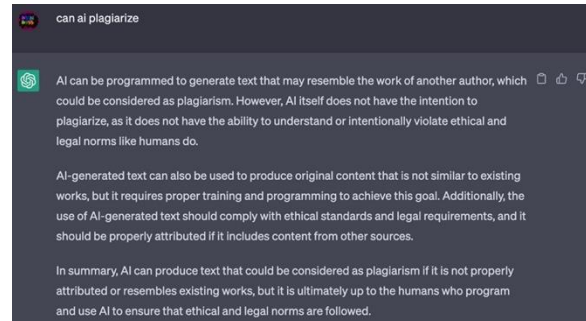 can ai plagiarize
AI can be programmed to generate text that may resemble the work of another author, which
could be considered as plagiarism. However, AI itself does not have the intention to
plagiarize, as it does not have the ability to understand or intentionally violate ethical and
legal norms like humans do.
AI-generated text can also be used to produce original content that is not similar to existing
works, but it requires proper training and programming to achieve this goal. Additionally, the
use of AI-generated text should comply with ethical standards and legal requirements, and it
should be properly attributed if it includes content from other sources.
In summary, AI can produce text that could be considered as plagiarism if it is not properly
attributed or resembles existing works, but it is ultimately up to the humans who program
and use AI to ensure that ethical and legal norms are followed.